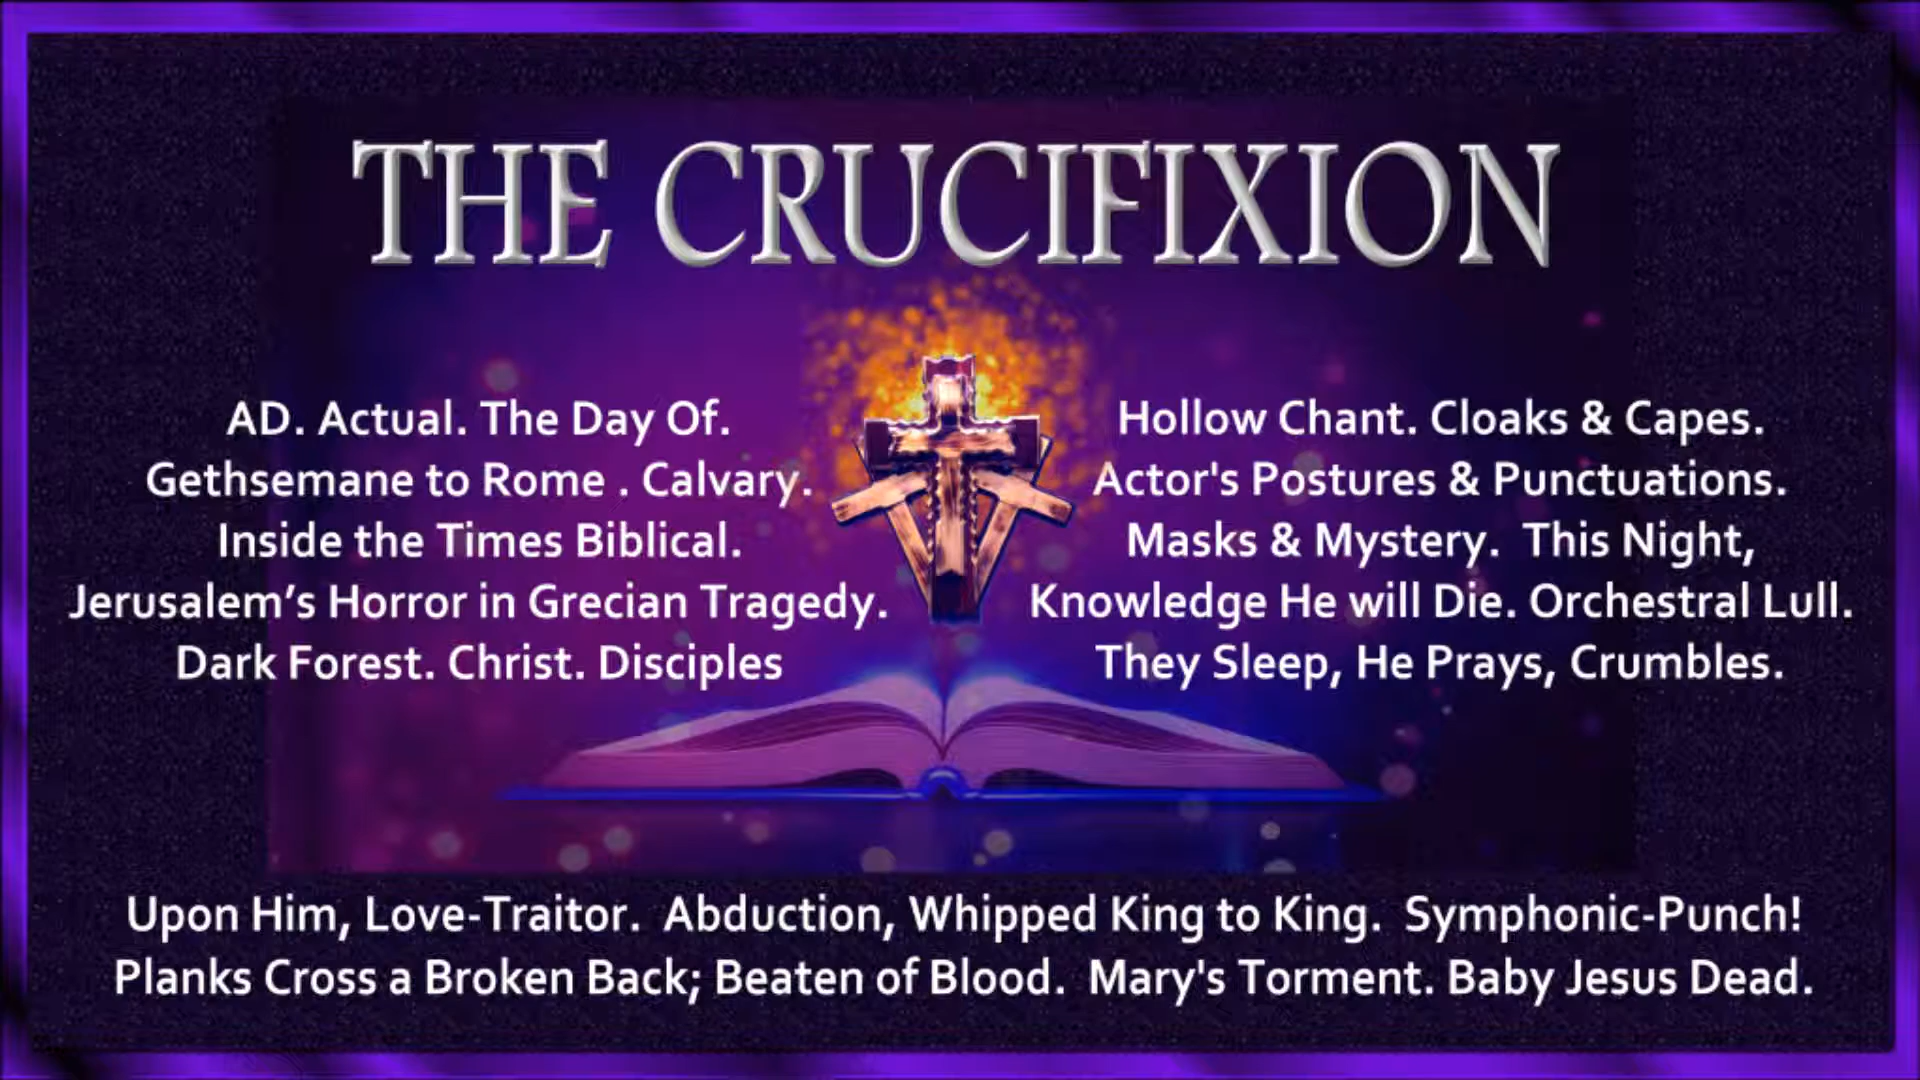 THE CRUCIFIXION
AD. Actual. The Day Of.
Gethsemane to Rome . Calvary.
Inside the Times Biblical.
Jerusalem’s Horror in Grecian Tragedy.
Dark Forest. Christ. Disciples
Hollow Chant. Cloaks & Capes.
Actor's Postures & Punctuations.
Masks & Mystery.  This Night,
Knowledge He will Die. Orchestral Lull.
They Sleep, He Prays, Crumbles.
Upon Him, Love-Traitor.  Abduction, Whipped King to King.  Symphonic-Punch!
Planks Cross a Broken Back; Beaten of Blood.  Mary's Torment. Baby Jesus Dead.